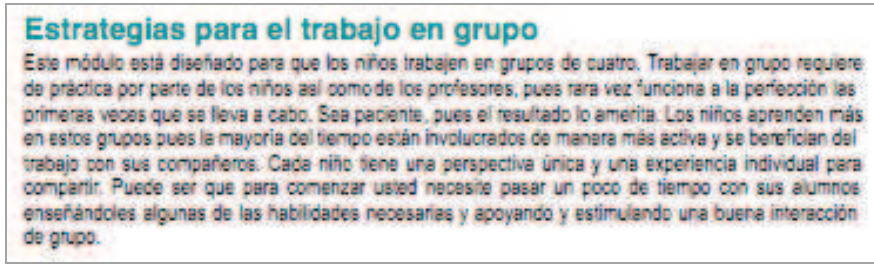 Estrategias para el trabajo en grupo
Este módulo está diseñado para que los niños trabajen en grupos de cuatro. Trabajar en grupo requiere
de práctica por parte de los niños así como de los profesores, pues rara vez funciona a la perfección las
primeras veces que se lleva a cabo. Sea paciente, pues el resultado lo amerita. Los niños aprenden más
en estos grupos pues la mayoría del tiempo están involucrados de manera más activa y se benefician del
trabajo con sus compañeros. Cada niño tiene una perspectiva única y una experiencia individual para
compartir. Puede ser que para comenzar usted necesite pasar un poco de tiempo con sus alumnos
enseñándoles algunas de las habilidades necesarias y apoyando y estimulando una buena interacción
de grupo.